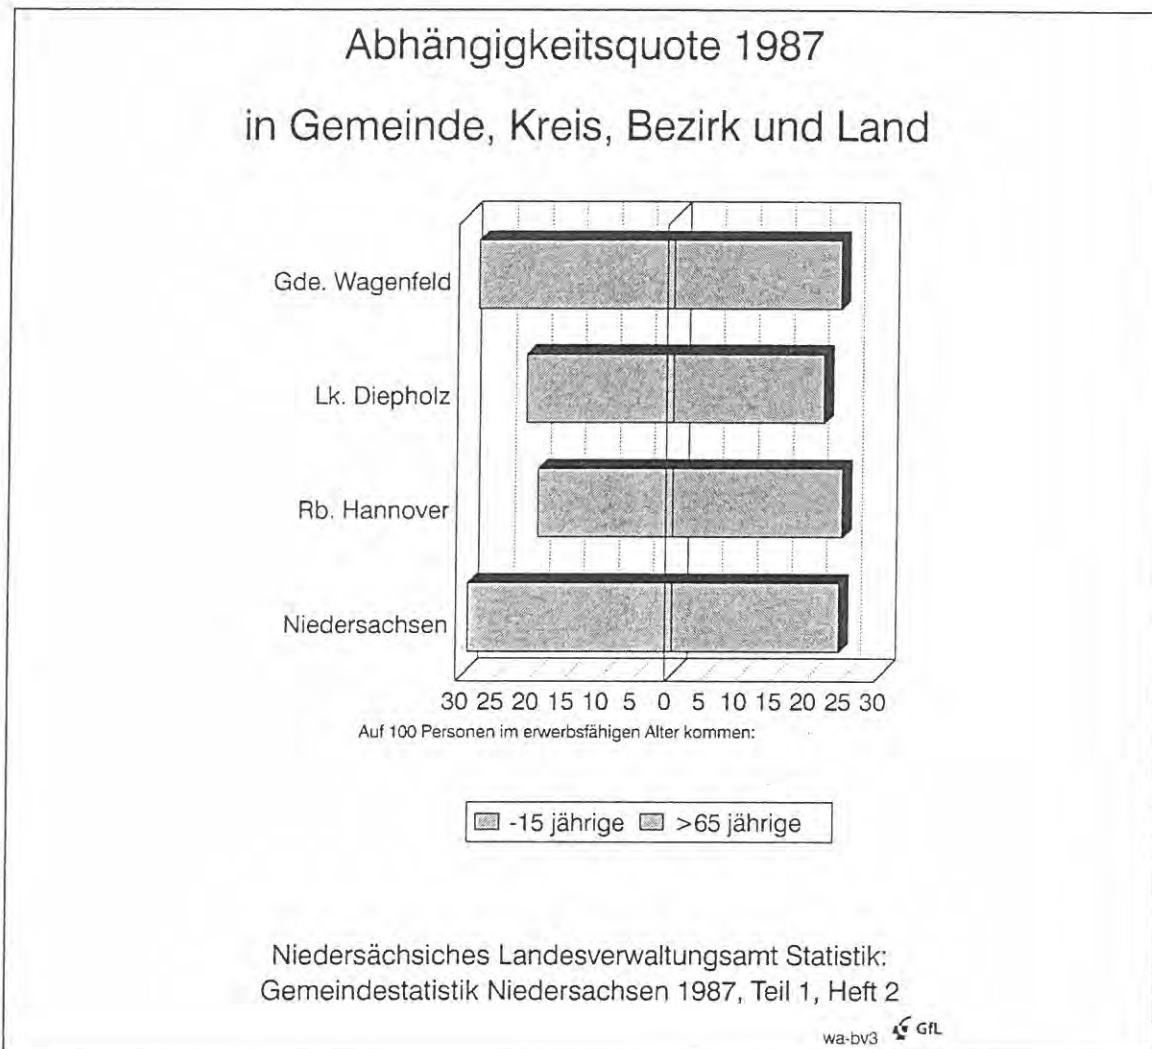 Abhängigkeitsquote 1987
in Gemeinde, Kreis, Bezirk und Land
Gde. Wagenfeld
Lk. Diepholz
Rb. Hannover
Niedersachsen
30 25 20 15 10 5 0 5 10 15 20 25 30
Auf 100 Personen im erwerbsfähigen Alter kommen:
-15 jährige >65 jährige
Niedersächsiches Landesverwaltungsamt Statistik:
Gemeindestatistik Niedersachsen 1987, Teil 1, Heft 2
wa-bv3 GfL